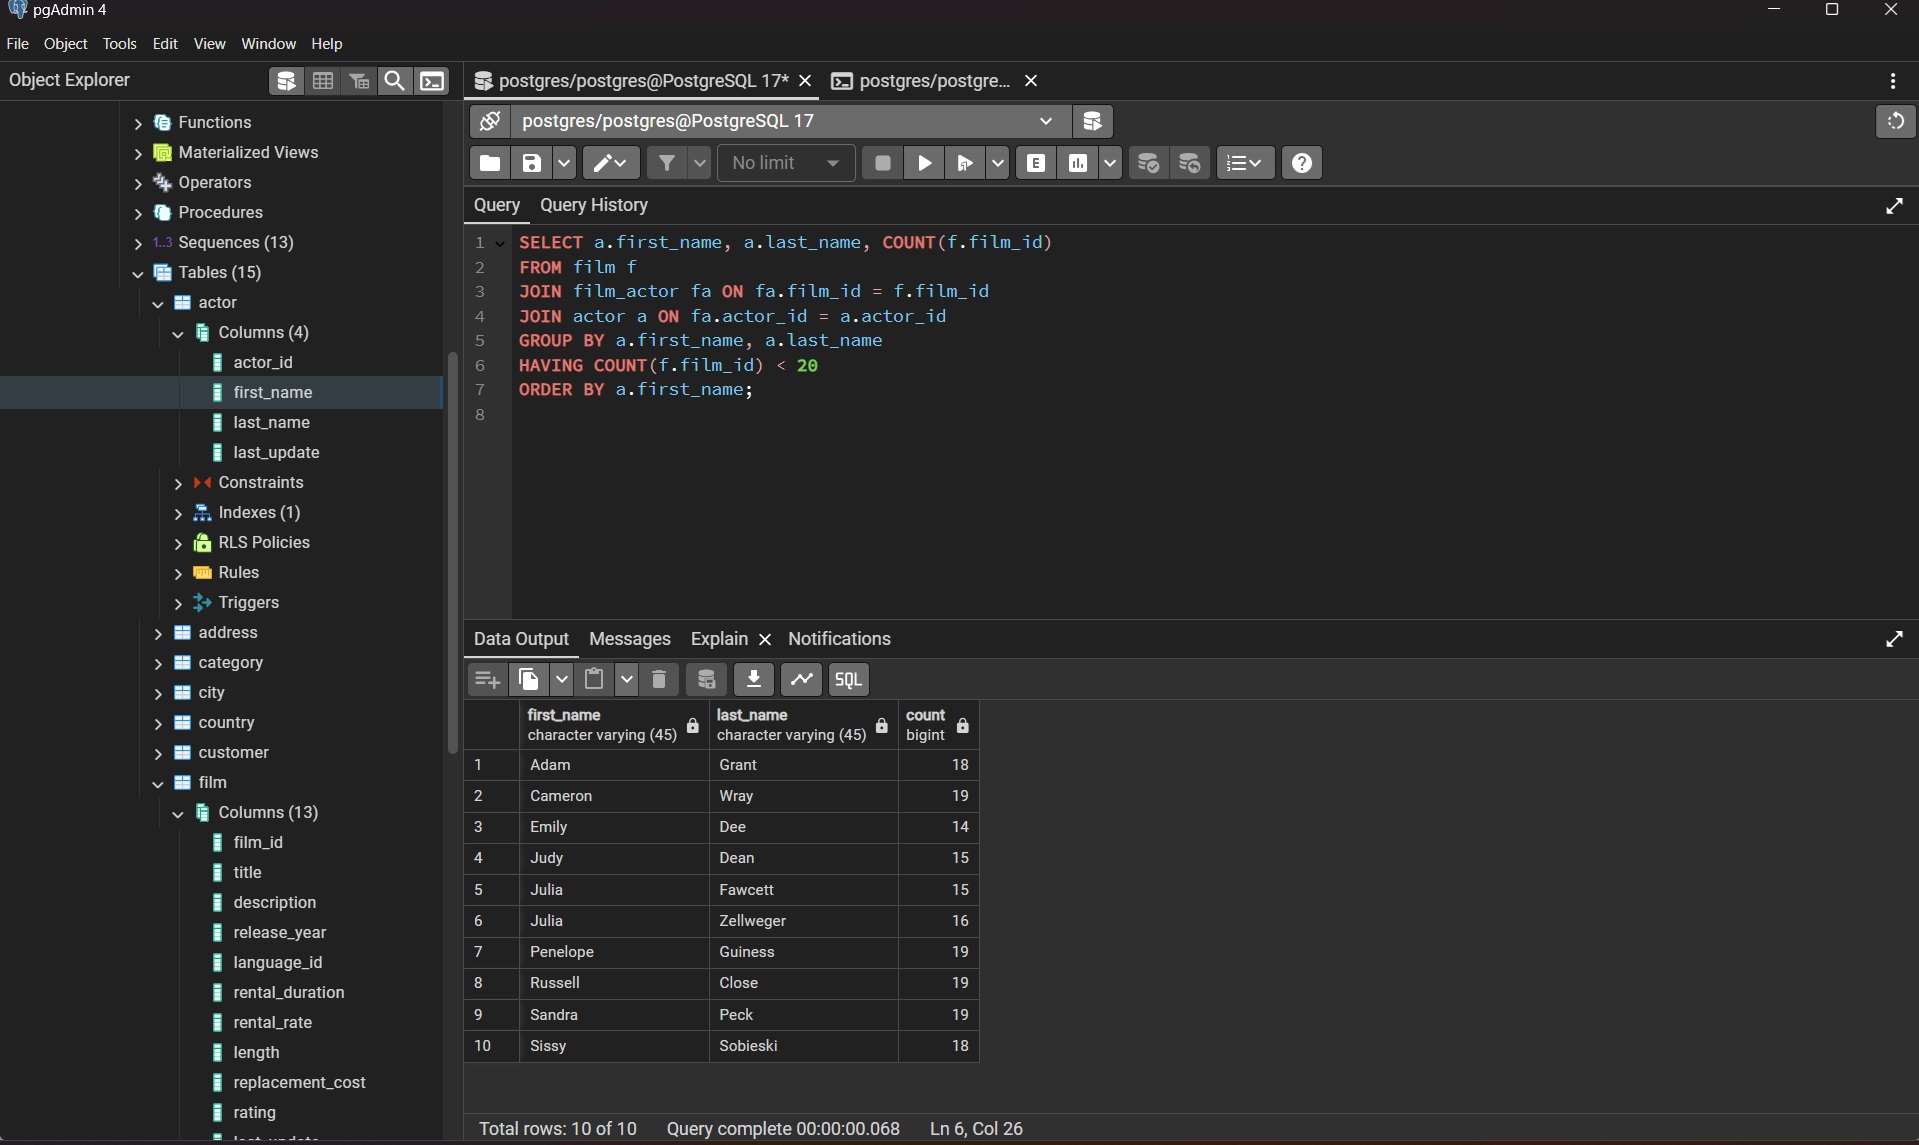 pgAdmin 4
File Object Tools Edit View Window Help
Object Explorer
postgres/postgres@PostgreSQL 17* postgres/postgre...
postgres/postgres@PostgreSQL 17
No limit
E
Query Query History
Functions
Materialized Views
Operators
Procedures
1..3 Sequences (13)
Tables (15)
actor
Columns (4)
actor_id
first_name
last_name
last_update
Constraints
Indexes (1)
RLS Policies
Rules
Triggers
address
category
city
country
customer
film
Columns (13)
film_id
title
description
release_year
language_id
rental_duration
rental_rate
length
replacement_cost
rating
last_update
1 SELECT a.first_name, a.last_name, COUNT(f.film_id)
2 FROM film f
3 JOIN film_actor fa ON fa.film_id = f.film_id
4 JOIN actor a ON fa.actor_id = a.actor_id
5 GROUP BY a.first_name, a.last_name
6 HAVING COUNT(f.film_id) < 20
7 ORDER BY a.first_name;
8
Data Output Messages Explain Notifications
SQL
first_name last_name count
character varying (45) character varying (45) bigint
1 Adam Grant 18
2 Cameron Wray 19
3 Emily Dee 14
4 Judy Dean 15
5 Julia Fawcett 15
6 Julia Zellweger 16
7 Penelope Guiness 19
8 Russell Close 19
9 Sandra Peck 19
10 Sissy Sobieski 18
Total rows: 10 of 10 Query complete 00:00:00.068 Ln 6, Col 26